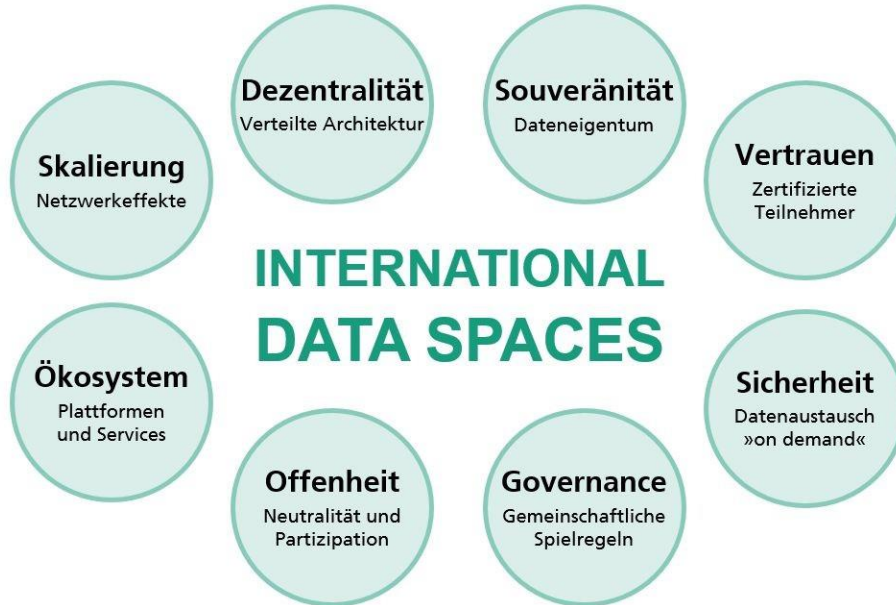 Dezentralität
Verteilte Architektur
Souveränität
Dateneigentum
Skalierung
Netzwerkeffekte
Vertrauen
Zertifizierte
Teilnehmer
INTERNATIONAL
DATA SPACES
Ökosystem
Plattformen
und Services
Sicherheit
Datenaustausch
»on demand«
Offenheit
Neutralität und
Partizipation
Governance
Gemeinschaftliche
Spielregeln